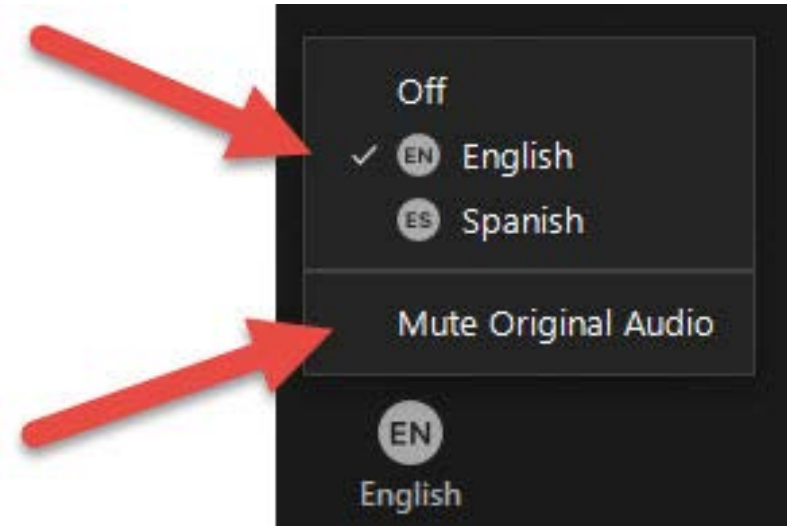 Off
EN English
ES Spanish
Mute Original Audio
EN
English